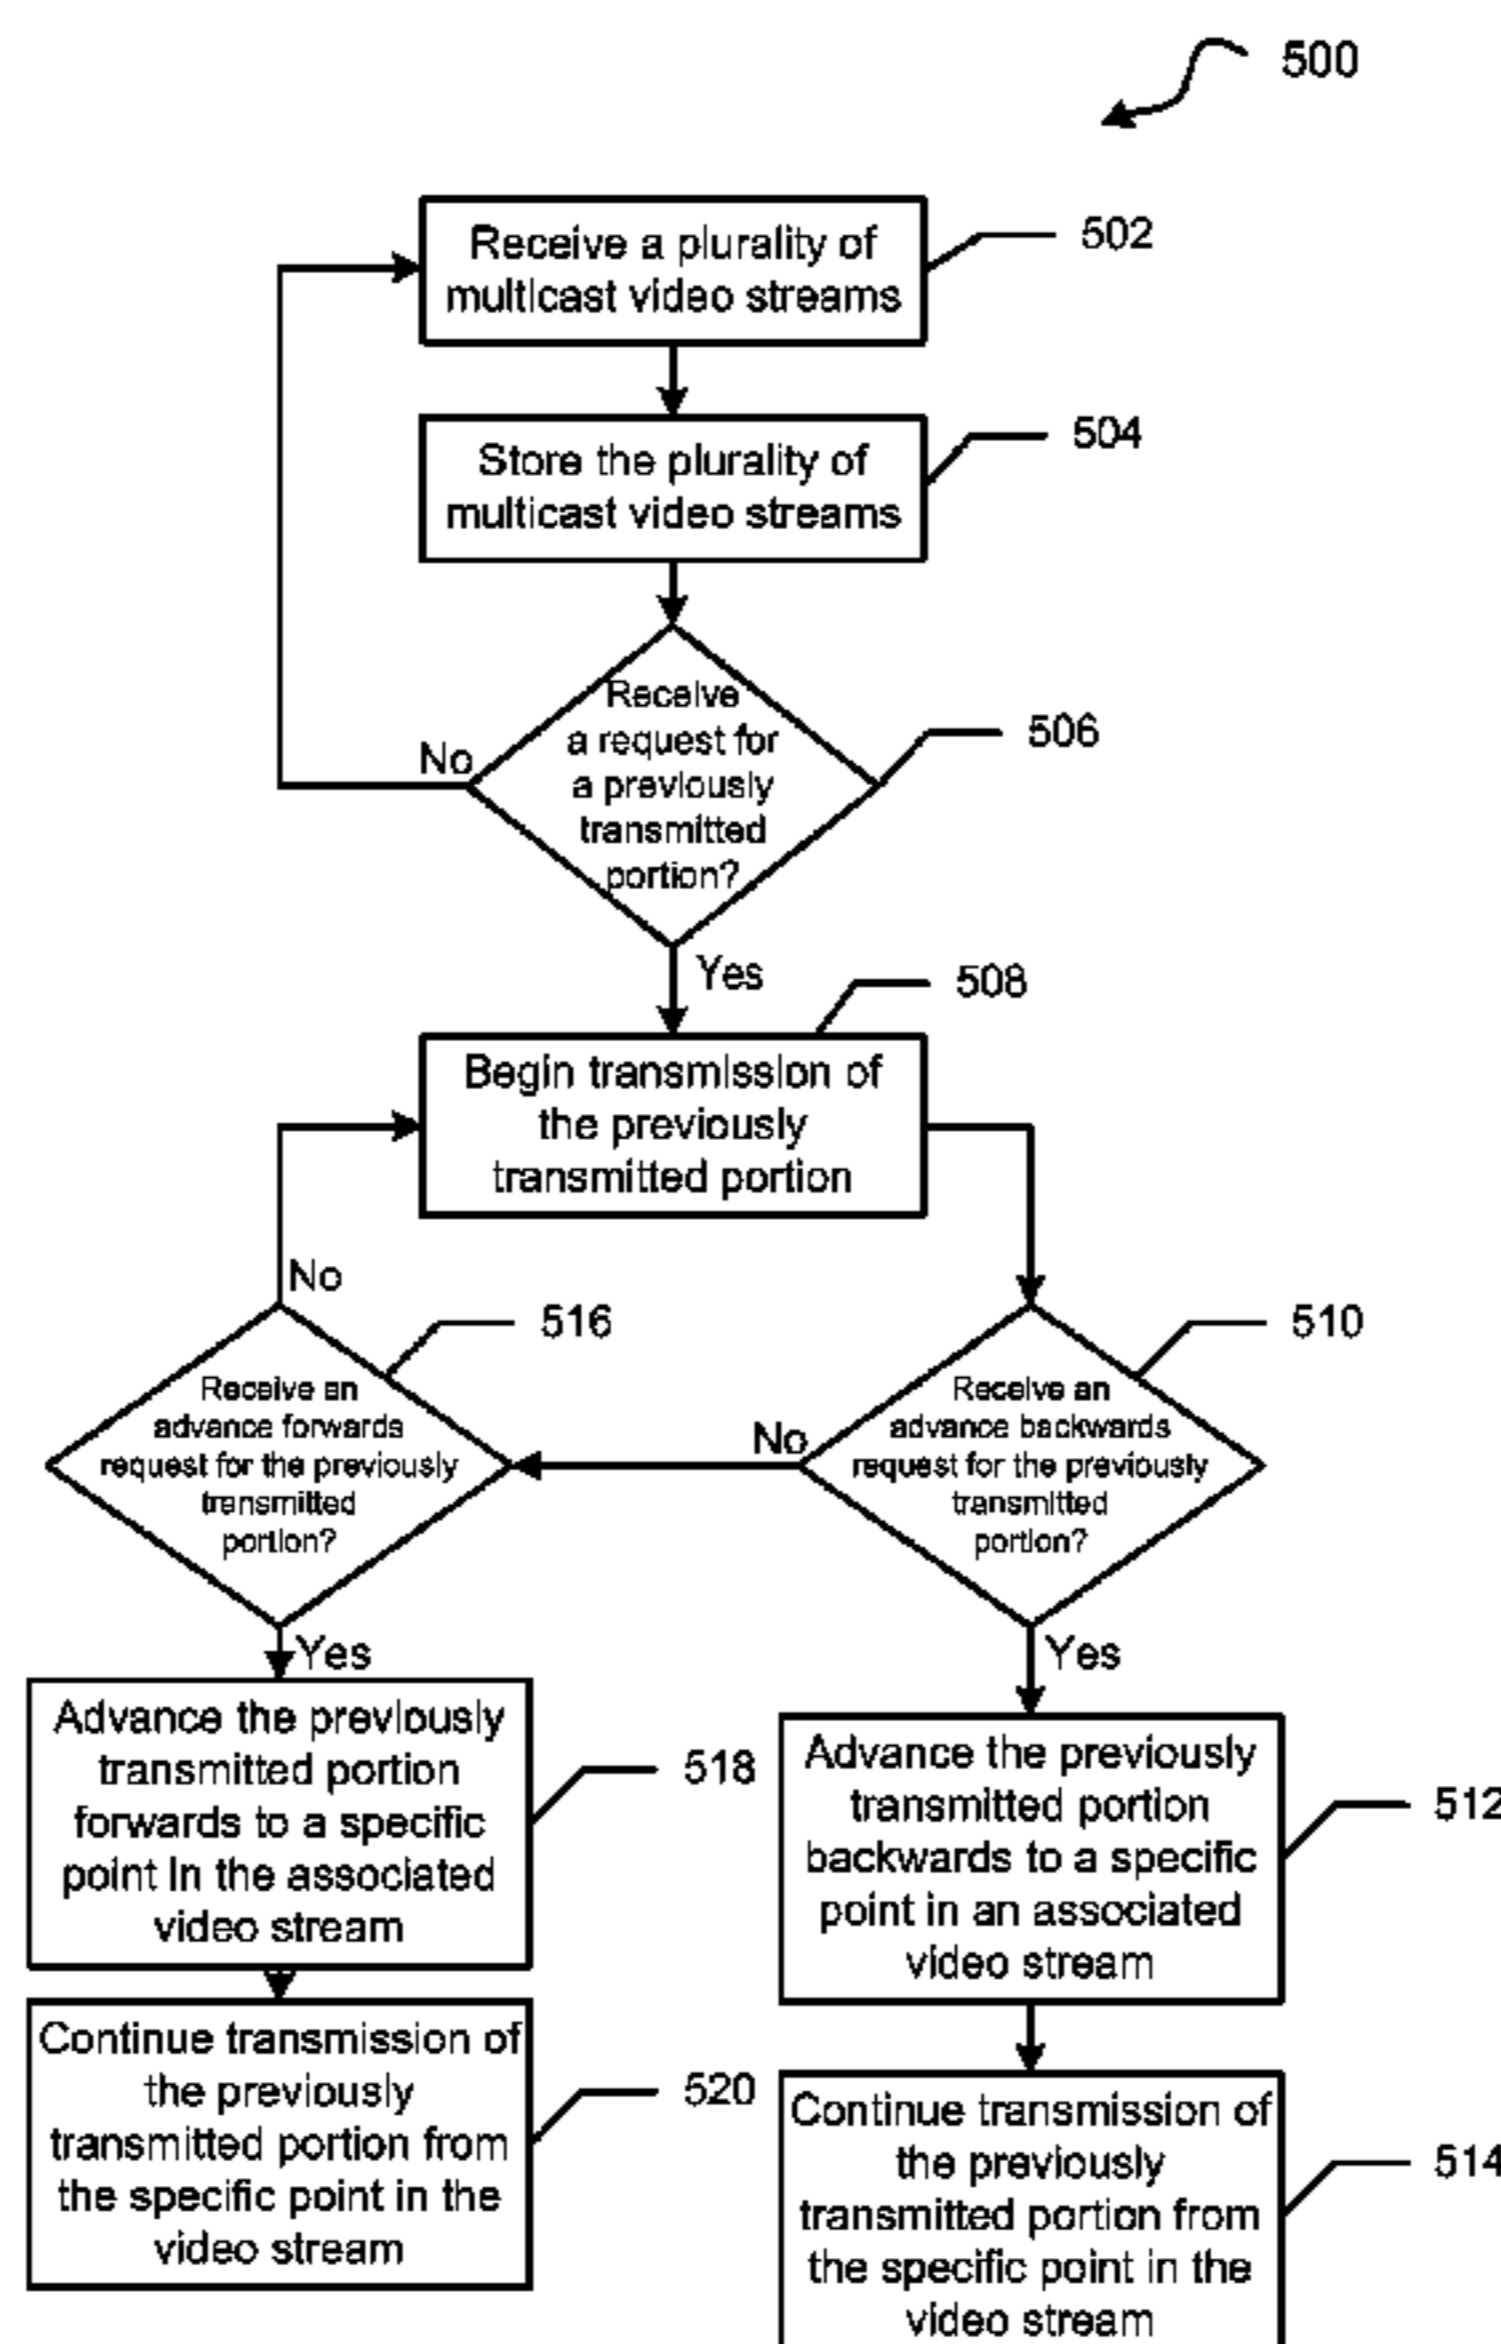 500
Receive a plurality of
multicast video streams
502
Store the plurality of
multicast video streams
504
Receive
a request for
a previously
transmitted
portion?
506
No
Yes
508
Begin transmission of
the previously
transmitted portion
No
516
510
Receive an
advance forwards
request for the previously
transmitted
portion?
No
Receive an
advance backwards
request for the previously
transmitted
portion?
Yes
Yes
Advance the previously
transmitted portion
forwards to a specific
point in the associated
video stream
518
Advance the previously
transmitted portion
backwards to a specific
point in an associated
video stream
512
Continue transmission of
the previously
transmitted portion from
the specific point in the
video stream
520
Continue transmission of
the previously
transmitted portion from
the specific point in the
video stream
514